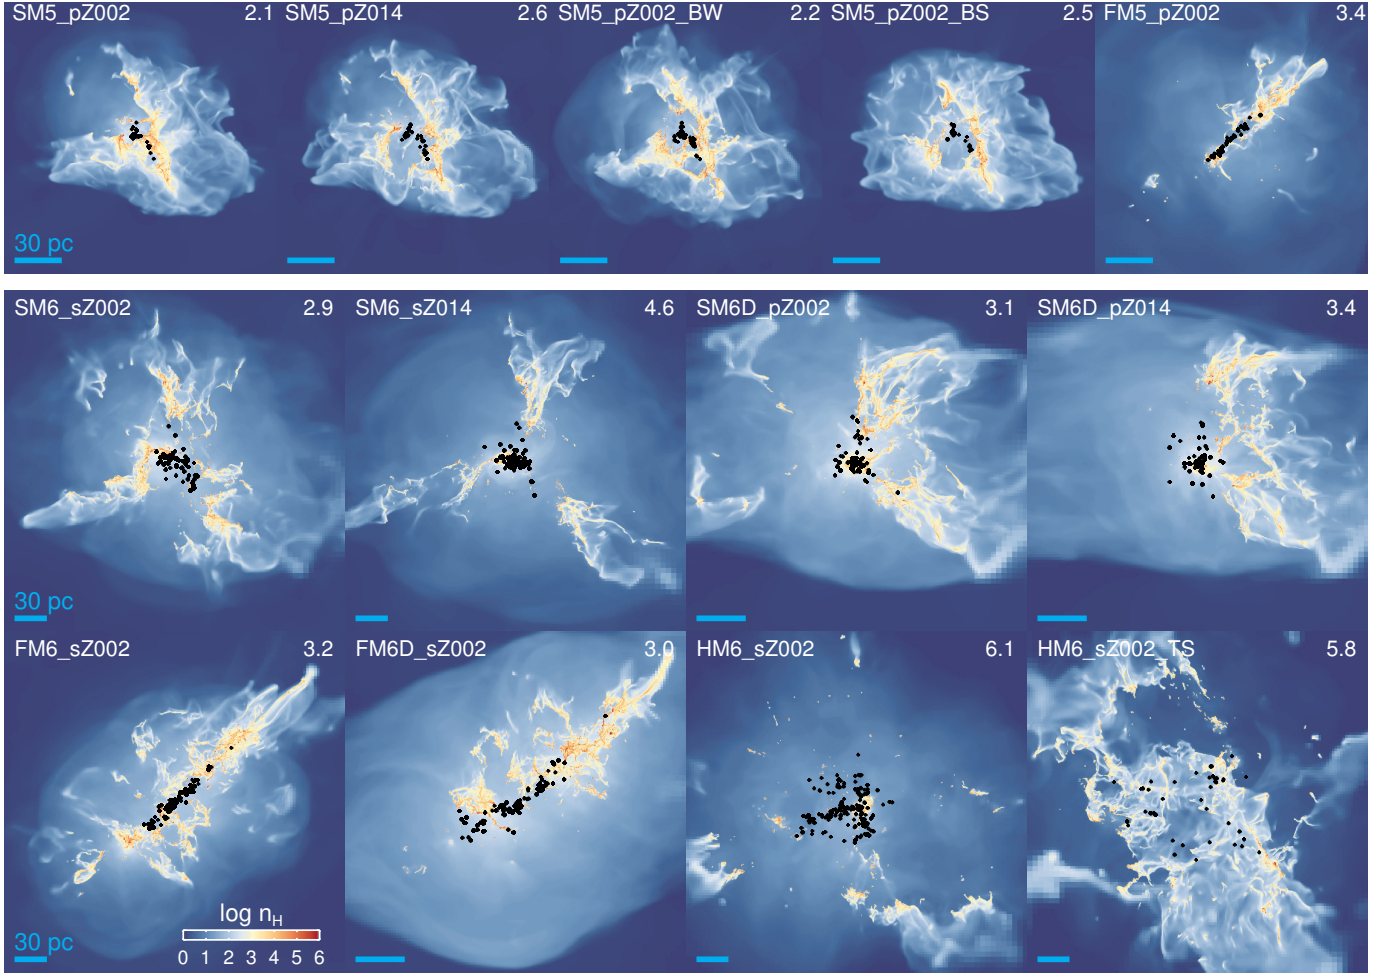 SM5_pZ002 2.1
SM5_pZ014 2.6
SM5_pZ002_BW 2.2
SM5_pZ002_BS 2.5
FM5_pZ002 3.4
30 pc
SM6_sZ002 2.9
SM6_sZ014 4.6
SM6D_pZ002 3.1
SM6D_pZ014 3.4
30 pc
FM6_sZ002 3.2
FM6D_sZ002 3.0
HM6_sZ002 6.1
HM6_sZ002_TS 5.8
log n_H
30 pc
0 1 2 3 4 5 6